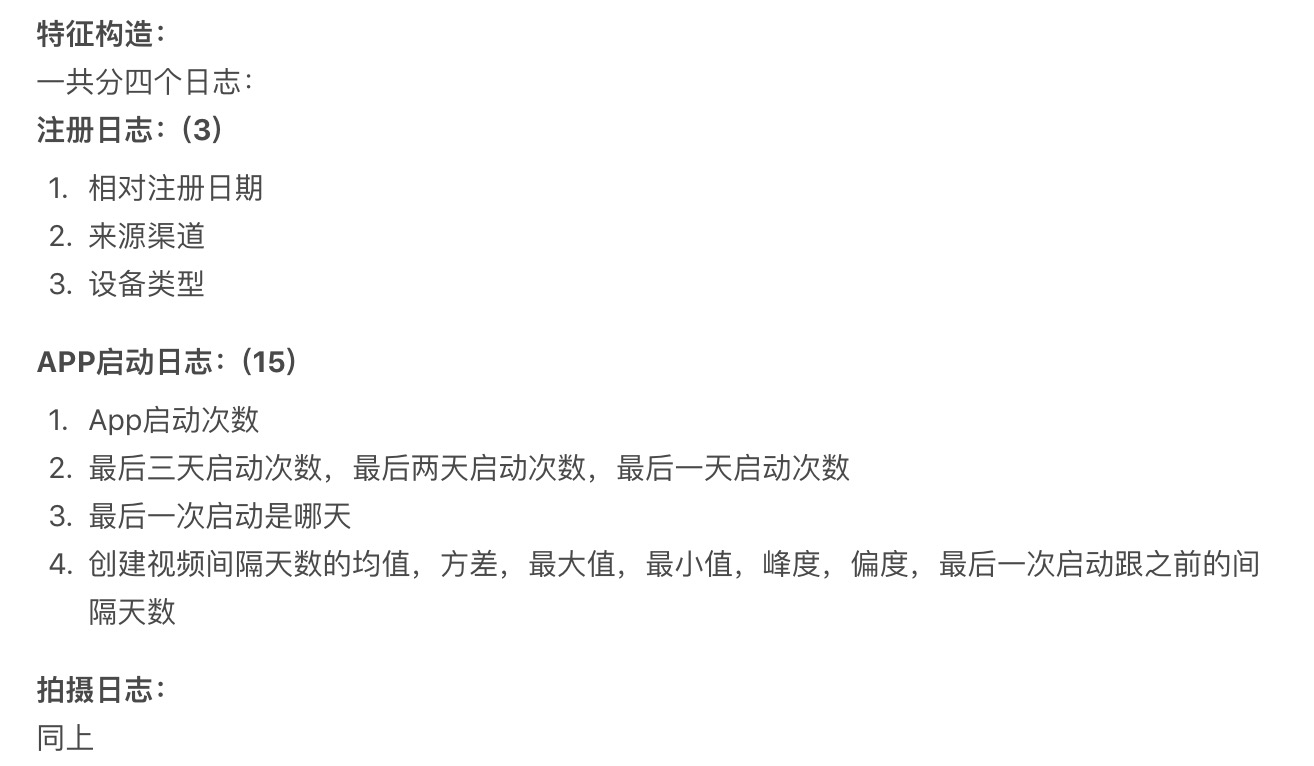 特征构造：
一共分四个日志：
注册日志：（3）
1. 相对注册日期
2. 来源渠道
3. 设备类型
APP启动日志：（15）
1. App启动次数
2. 最后三天启动次数，最后两天启动次数，最后一天启动次数
3. 最后一次启动是哪天
4. 创建视频间隔天数的均值，方差，最大值，最小值，峰度，偏度，最后一次启动跟之前的间
隔天数
拍摄日志：
同上